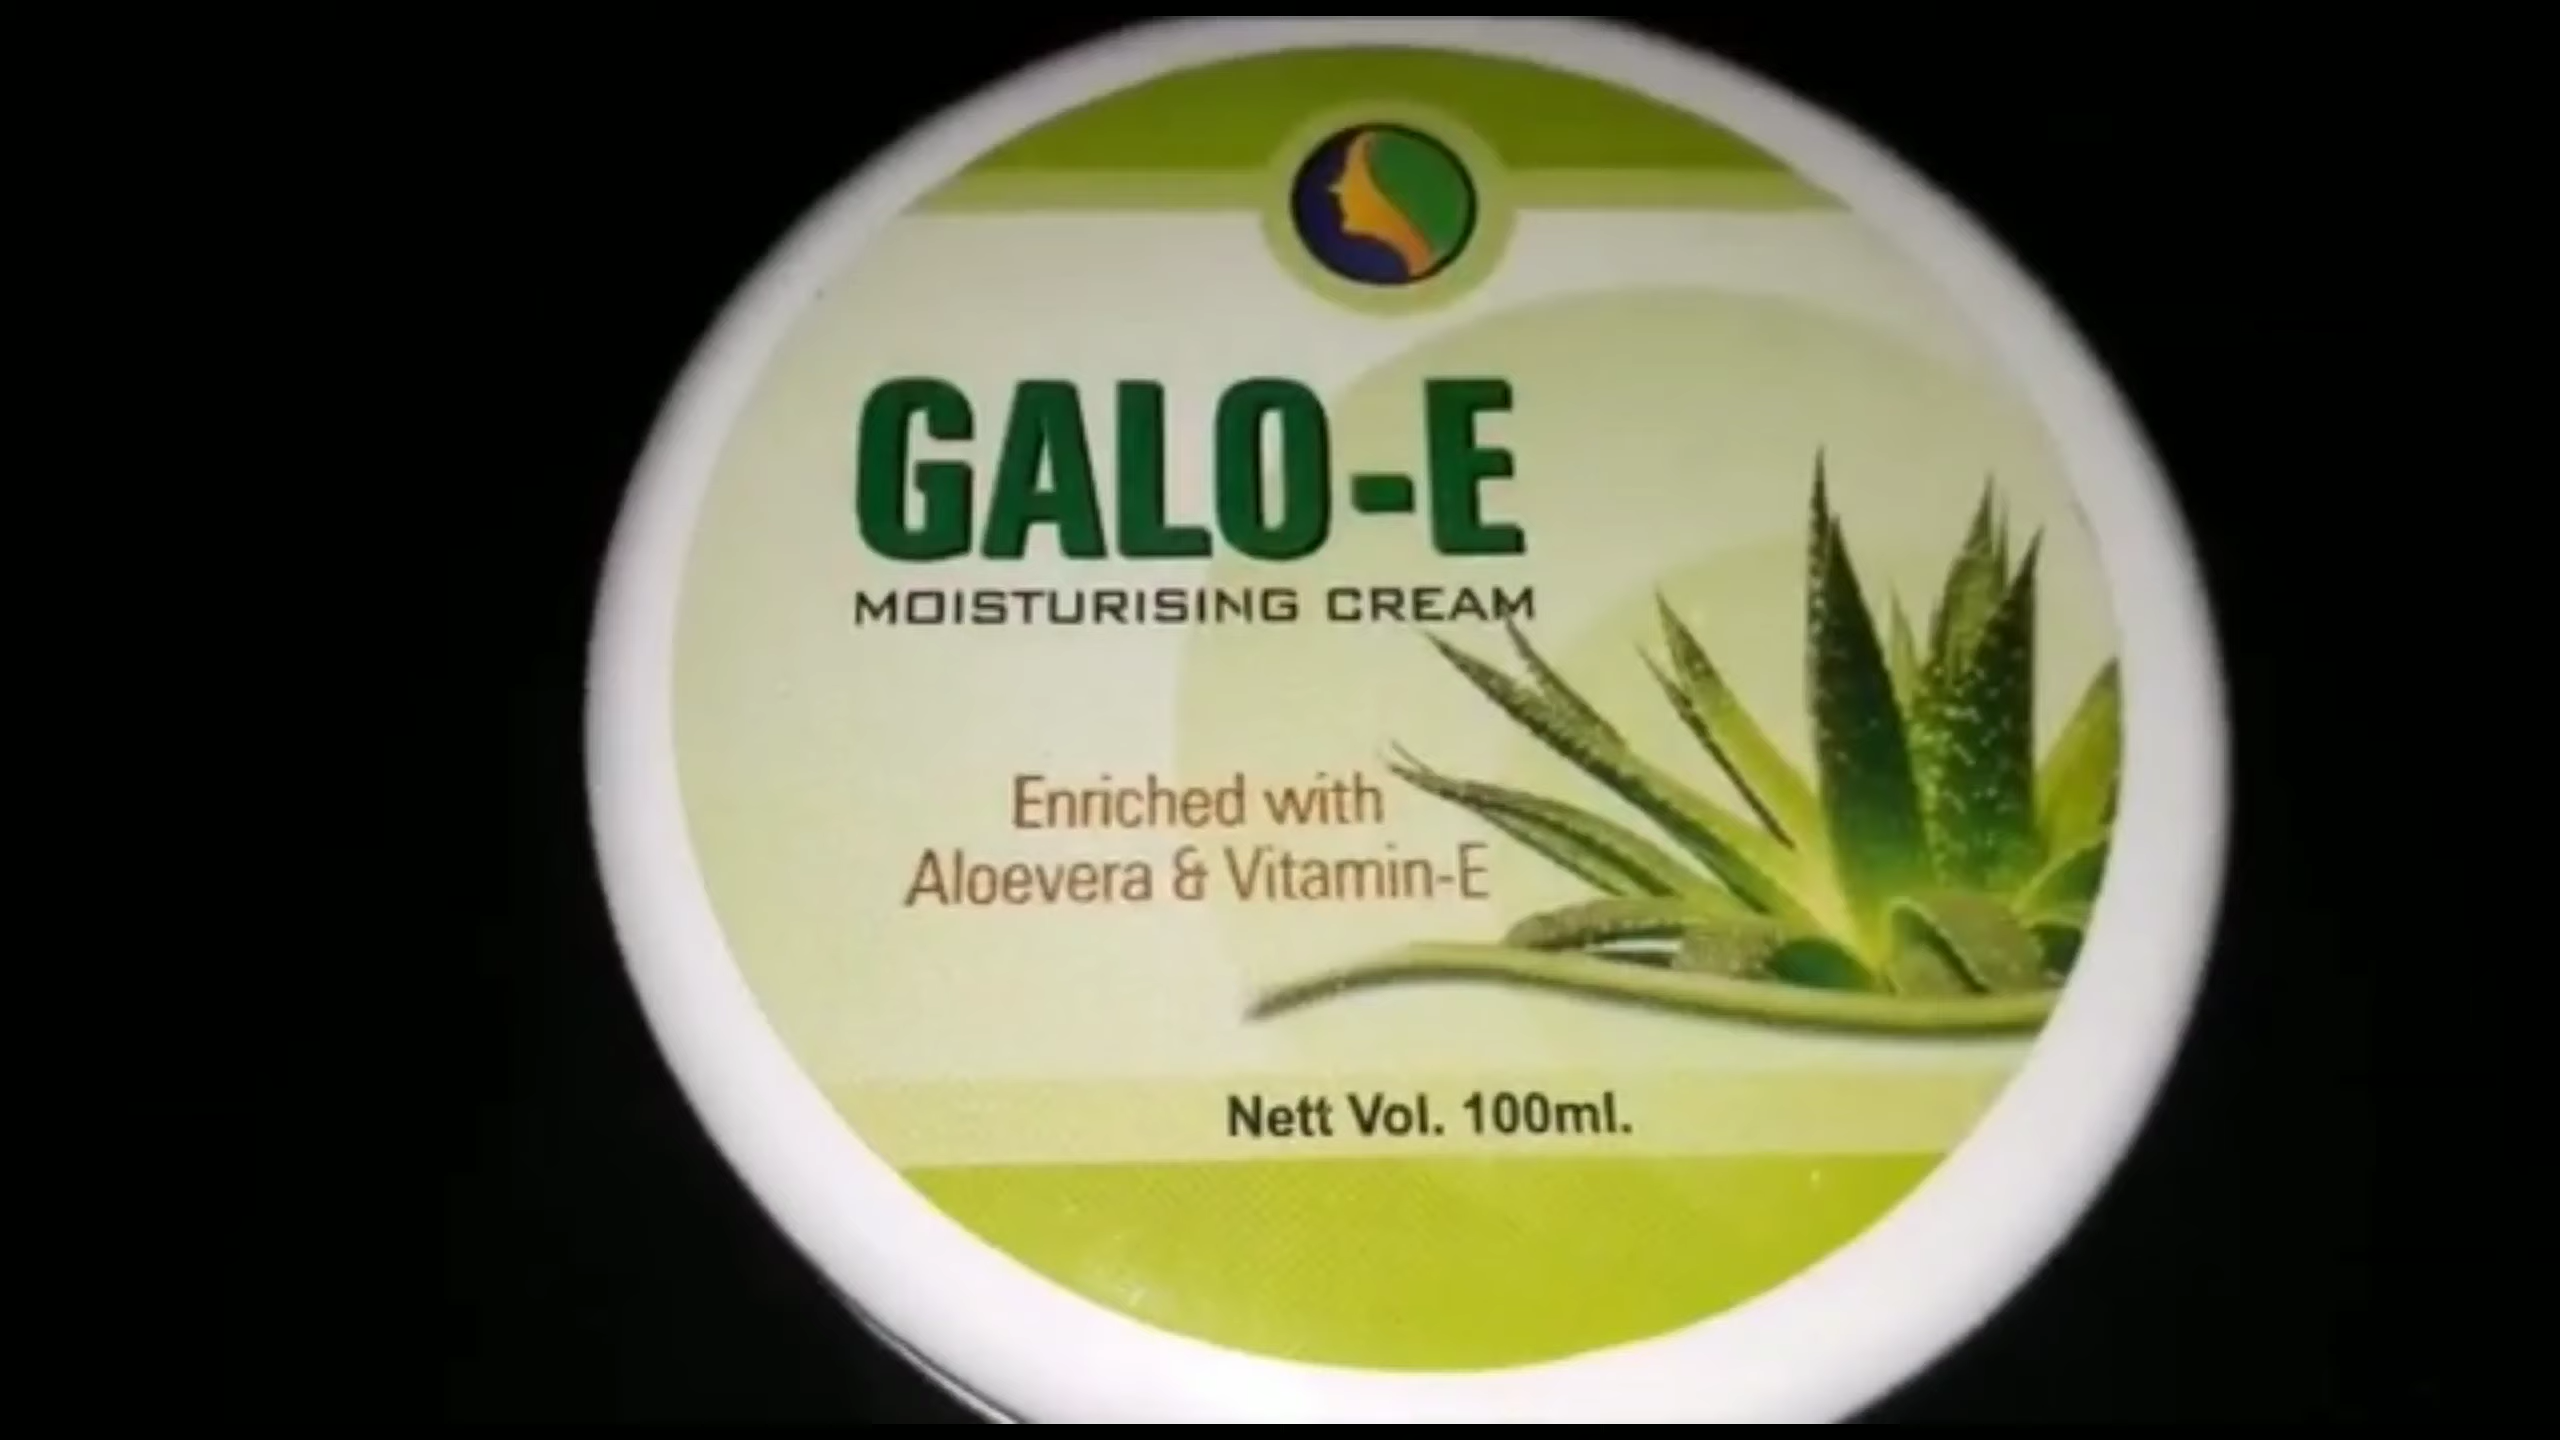 GALO-E
MOISTURISING CREAM
Enriched with
Aloevera & Vitamin-E
Nett Vol. 100ml.